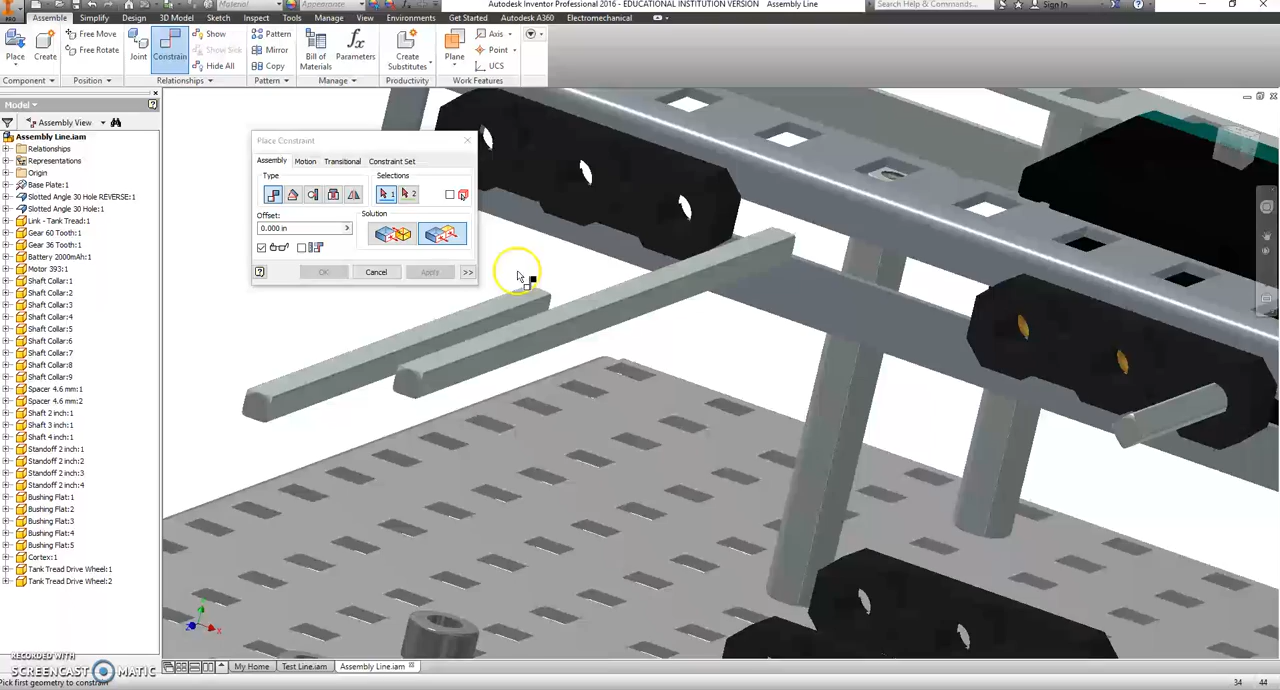 Autodesk Inventor Professional 2016 - EDUCATIONAL INSTITUTION VERSION Assembly Line
Search Help & Commands...
Sign In
Material
Appearance
PRO
Assemble Simplify Design 3D Model Sketch Inspect Tools Manage View Environments Get Started Autodesk A360 Electromechanical
Place Create
Free Move
Free Rotate
Joint Constrain
Show
Show Sick
Hide All
Pattern
Mirror
Copy
Bill of Materials
Parameters
Create Substitutes
Plane
Axis
Point
UCS
Component Position Relationships Pattern Manage Productivity Work Features
Model
Assembly View
Assembly Line.iam
Relationships
Representations
Origin
Base Plate:1
Slotted Angle 30 Hole REVERSE:1
Slotted Angle 30 Hole:1
Link - Tank Tread:1
Gear 60 Tooth:1
Gear 36 Tooth:1
Battery 2000mAh:1
Motor 393:1
Shaft Collar:1
Shaft Collar:2
Shaft Collar:3
Shaft Collar:4
Shaft Collar:5
Shaft Collar:6
Shaft Collar:7
Shaft Collar:8
Shaft Collar:9
Spacer 4.6 mm:1
Spacer 4.6 mm:2
Shaft 2 inch:1
Shaft 3 inch:1
Shaft 4 inch:1
Standoff 2 inch:1
Standoff 2 inch:2
Standoff 2 inch:3
Standoff 2 inch:4
Bushing Flat:1
Bushing Flat:2
Bushing Flat:3
Bushing Flat:4
Bushing Flat:5
Cortex:1
Tank Tread Drive Wheel:1
Tank Tread Drive Wheel:2
Place Constraint
Assembly Motion Transitional Constraint Set
Type Selections
1 2
Offset: Solution
0.000 in
OK Cancel Apply >>
Y
Z X
My Home Test Line.iam Assembly Line.iam
RECORDED WITH
SCREENCAST MATIC
Pick first geometry to constrain
34 44